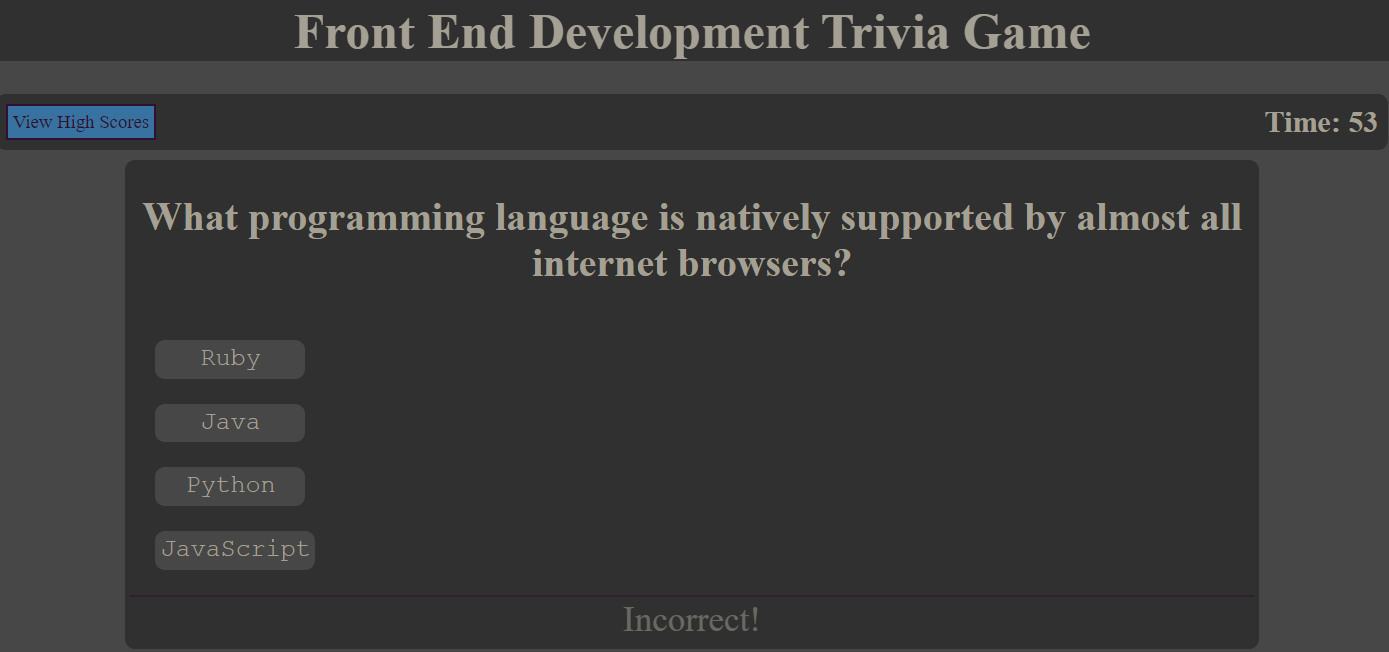 Front End Development Trivia Game
View High Scores
Time: 53
What programming language is natively supported by almost all
internet browsers?
Ruby
Java
Python
JavaScript
Incorrect!